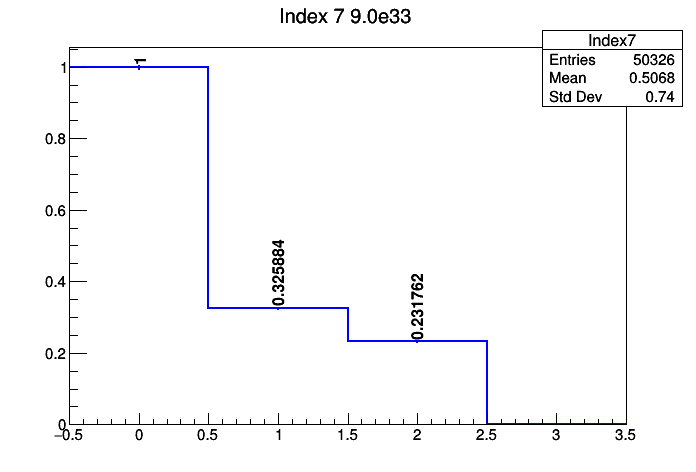 Index 7 9.0e33
Index7
Entries 50326
Mean 0.5068
Std Dev 0.74
1
0.8
0.6
0.4
0.2
0
1
0.325884
0.231762
−0.5 0 0.5 1 1.5 2 2.5 3 3.5